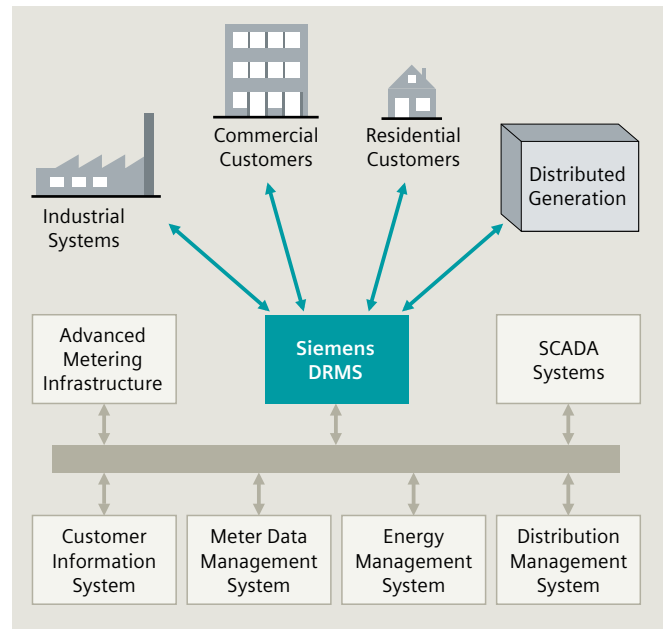 Commercial
Customers
Residential
Customers
Distributed
Generation
Industrial
Systems
Advanced
Metering
Infrastructure
Siemens
DRMS
SCADA
Systems
Customer
Information
System
Meter Data
Management
System
Energy
Management
System
Distribution
Management
System